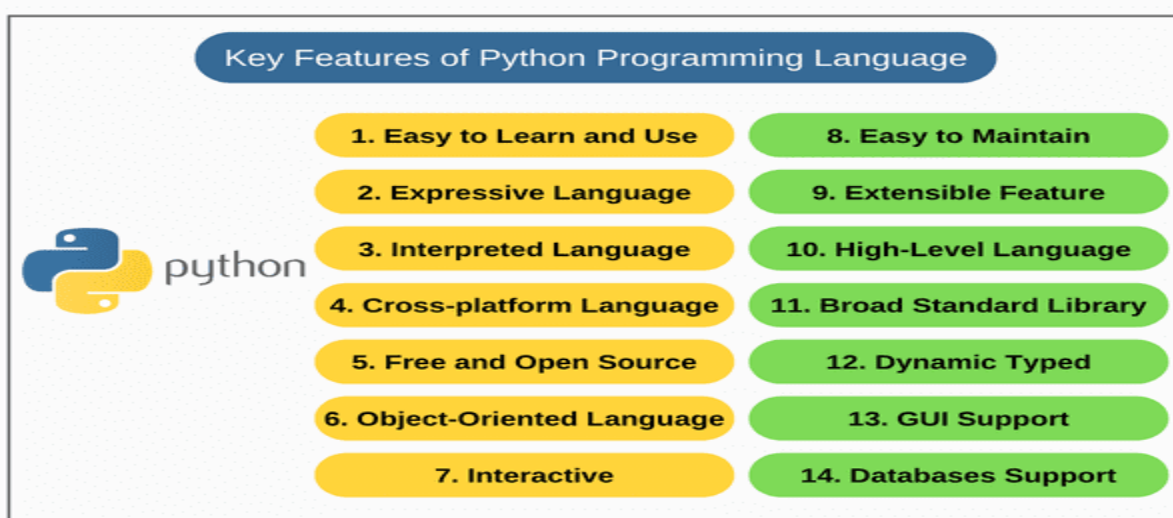 Key Features of Python Programming Language
python
1. Easy to Learn and Use
2. Expressive Language
3. Interpreted Language
4. Cross-platform Language
5. Free and Open Source
6. Object-Oriented Language
7. Interactive
8. Easy to Maintain
9. Extensible Feature
10. High-Level Language
11. Broad Standard Library
12. Dynamic Typed
13. GUI Support
14. Databases Support